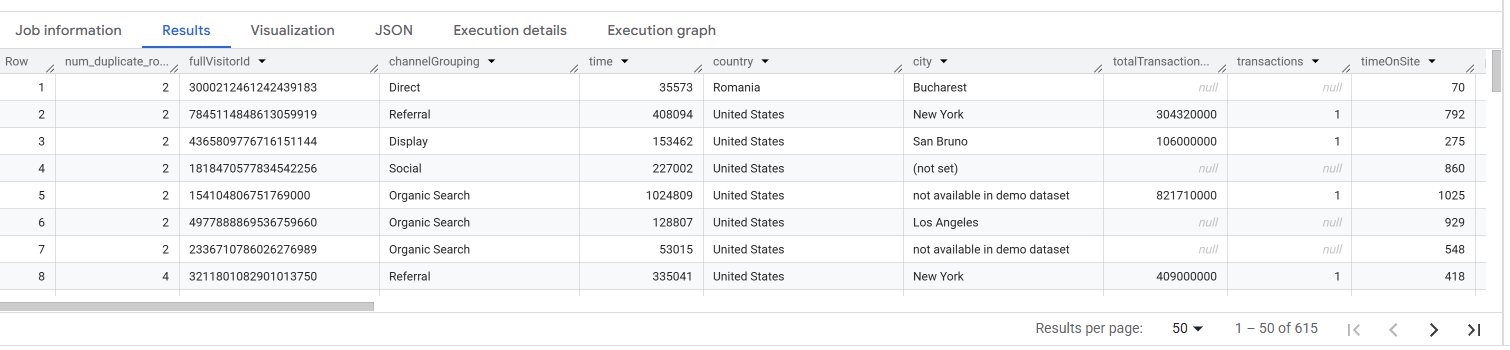 Job information Results Visualization JSON Execution details Execution graph
Row num_duplicate_ro... fullVisitorId channelGrouping time country city totalTransaction... transactions timeOnSite
1 2 3000212461242439183 Direct 35573 Romania Bucharest null null 70
2 2 7845114848613059919 Referral 408094 United States New York 304320000 1 792
3 2 4365809776716151144 Display 153462 United States San Bruno 106000000 1 275
4 2 1818470577834542256 Social 227002 United States (not set) null null 860
5 2 154104806751769000 Organic Search 1024809 United States not available in demo dataset 821710000 1 1025
6 2 4977888869536759660 Organic Search 128807 United States Los Angeles null null 929
7 2 2336710786026276989 Organic Search 53015 United States not available in demo dataset null null 548
8 4 3211801082901013750 Referral 335041 United States New York 409000000 1 418
Results per page: 50 1 – 50 of 615